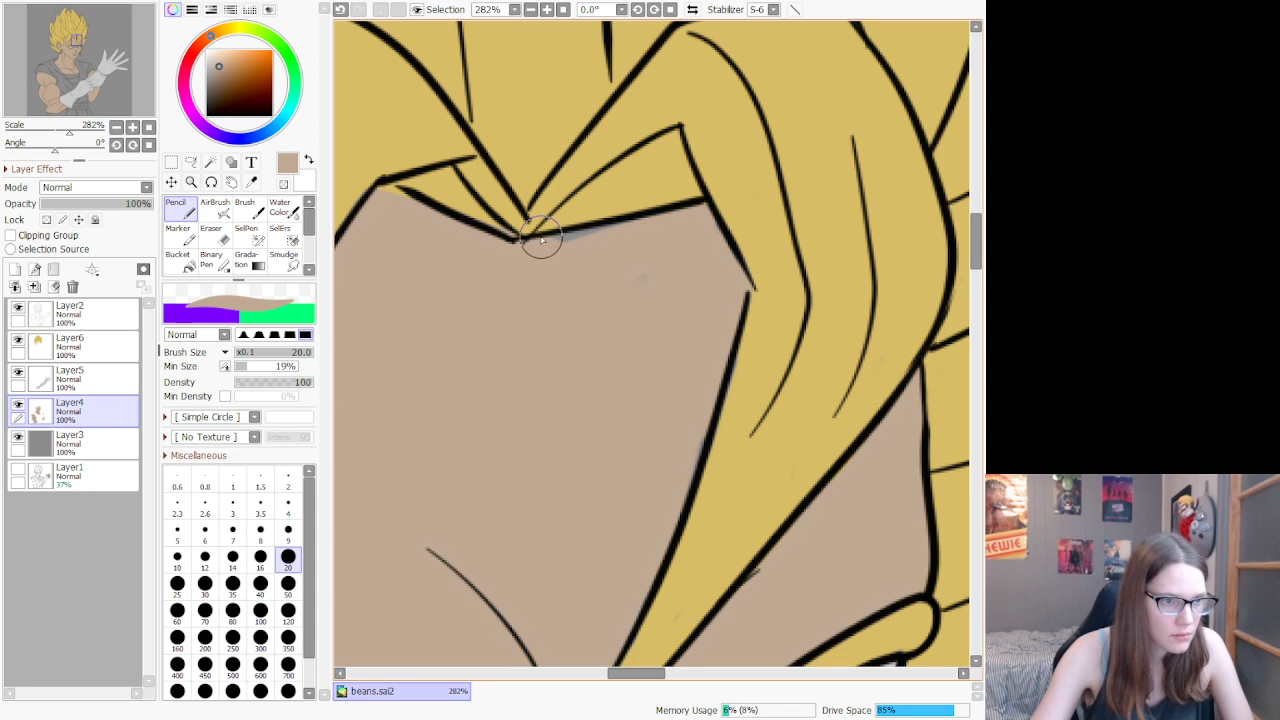 Selection
282%
0.0°
Stabilizer
S-6
Scale
282%
Angle
0°
Layer Effect
Mode
Normal
Opacity
100%
Lock
Clipping Group
Selection Source
Layer2
Normal
100%
Layer6
Normal
100%
Layer5
Normal
100%
Layer4
Normal
100%
Layer3
Normal
100%
Layer1
Normal
37%
T
Pencil
AirBrush
Brush
Water
Color
Marker
Eraser
SelPen
SelErs
Bucket
Binary
Pen
Grada-
tion
Smudge
Normal
Brush Size
x0.1
20.0
Min Size
19%
Density
100
Min Density
0%
[ Simple Circle ]
[ No Texture ]
Intens.
95
Miscellaneous
0.6 0.8 1 1.5 2
2.3 2.6 3 3.5 4
5 6 7 8 9
10 12 14 16 20
25 30 35 40 50
60 70 80 100 120
160 200 250 300 350
400 450 500 600 700
beans.sai2
282%
Memory Usage
6% (8%)
Drive Space
85%
HEWIE